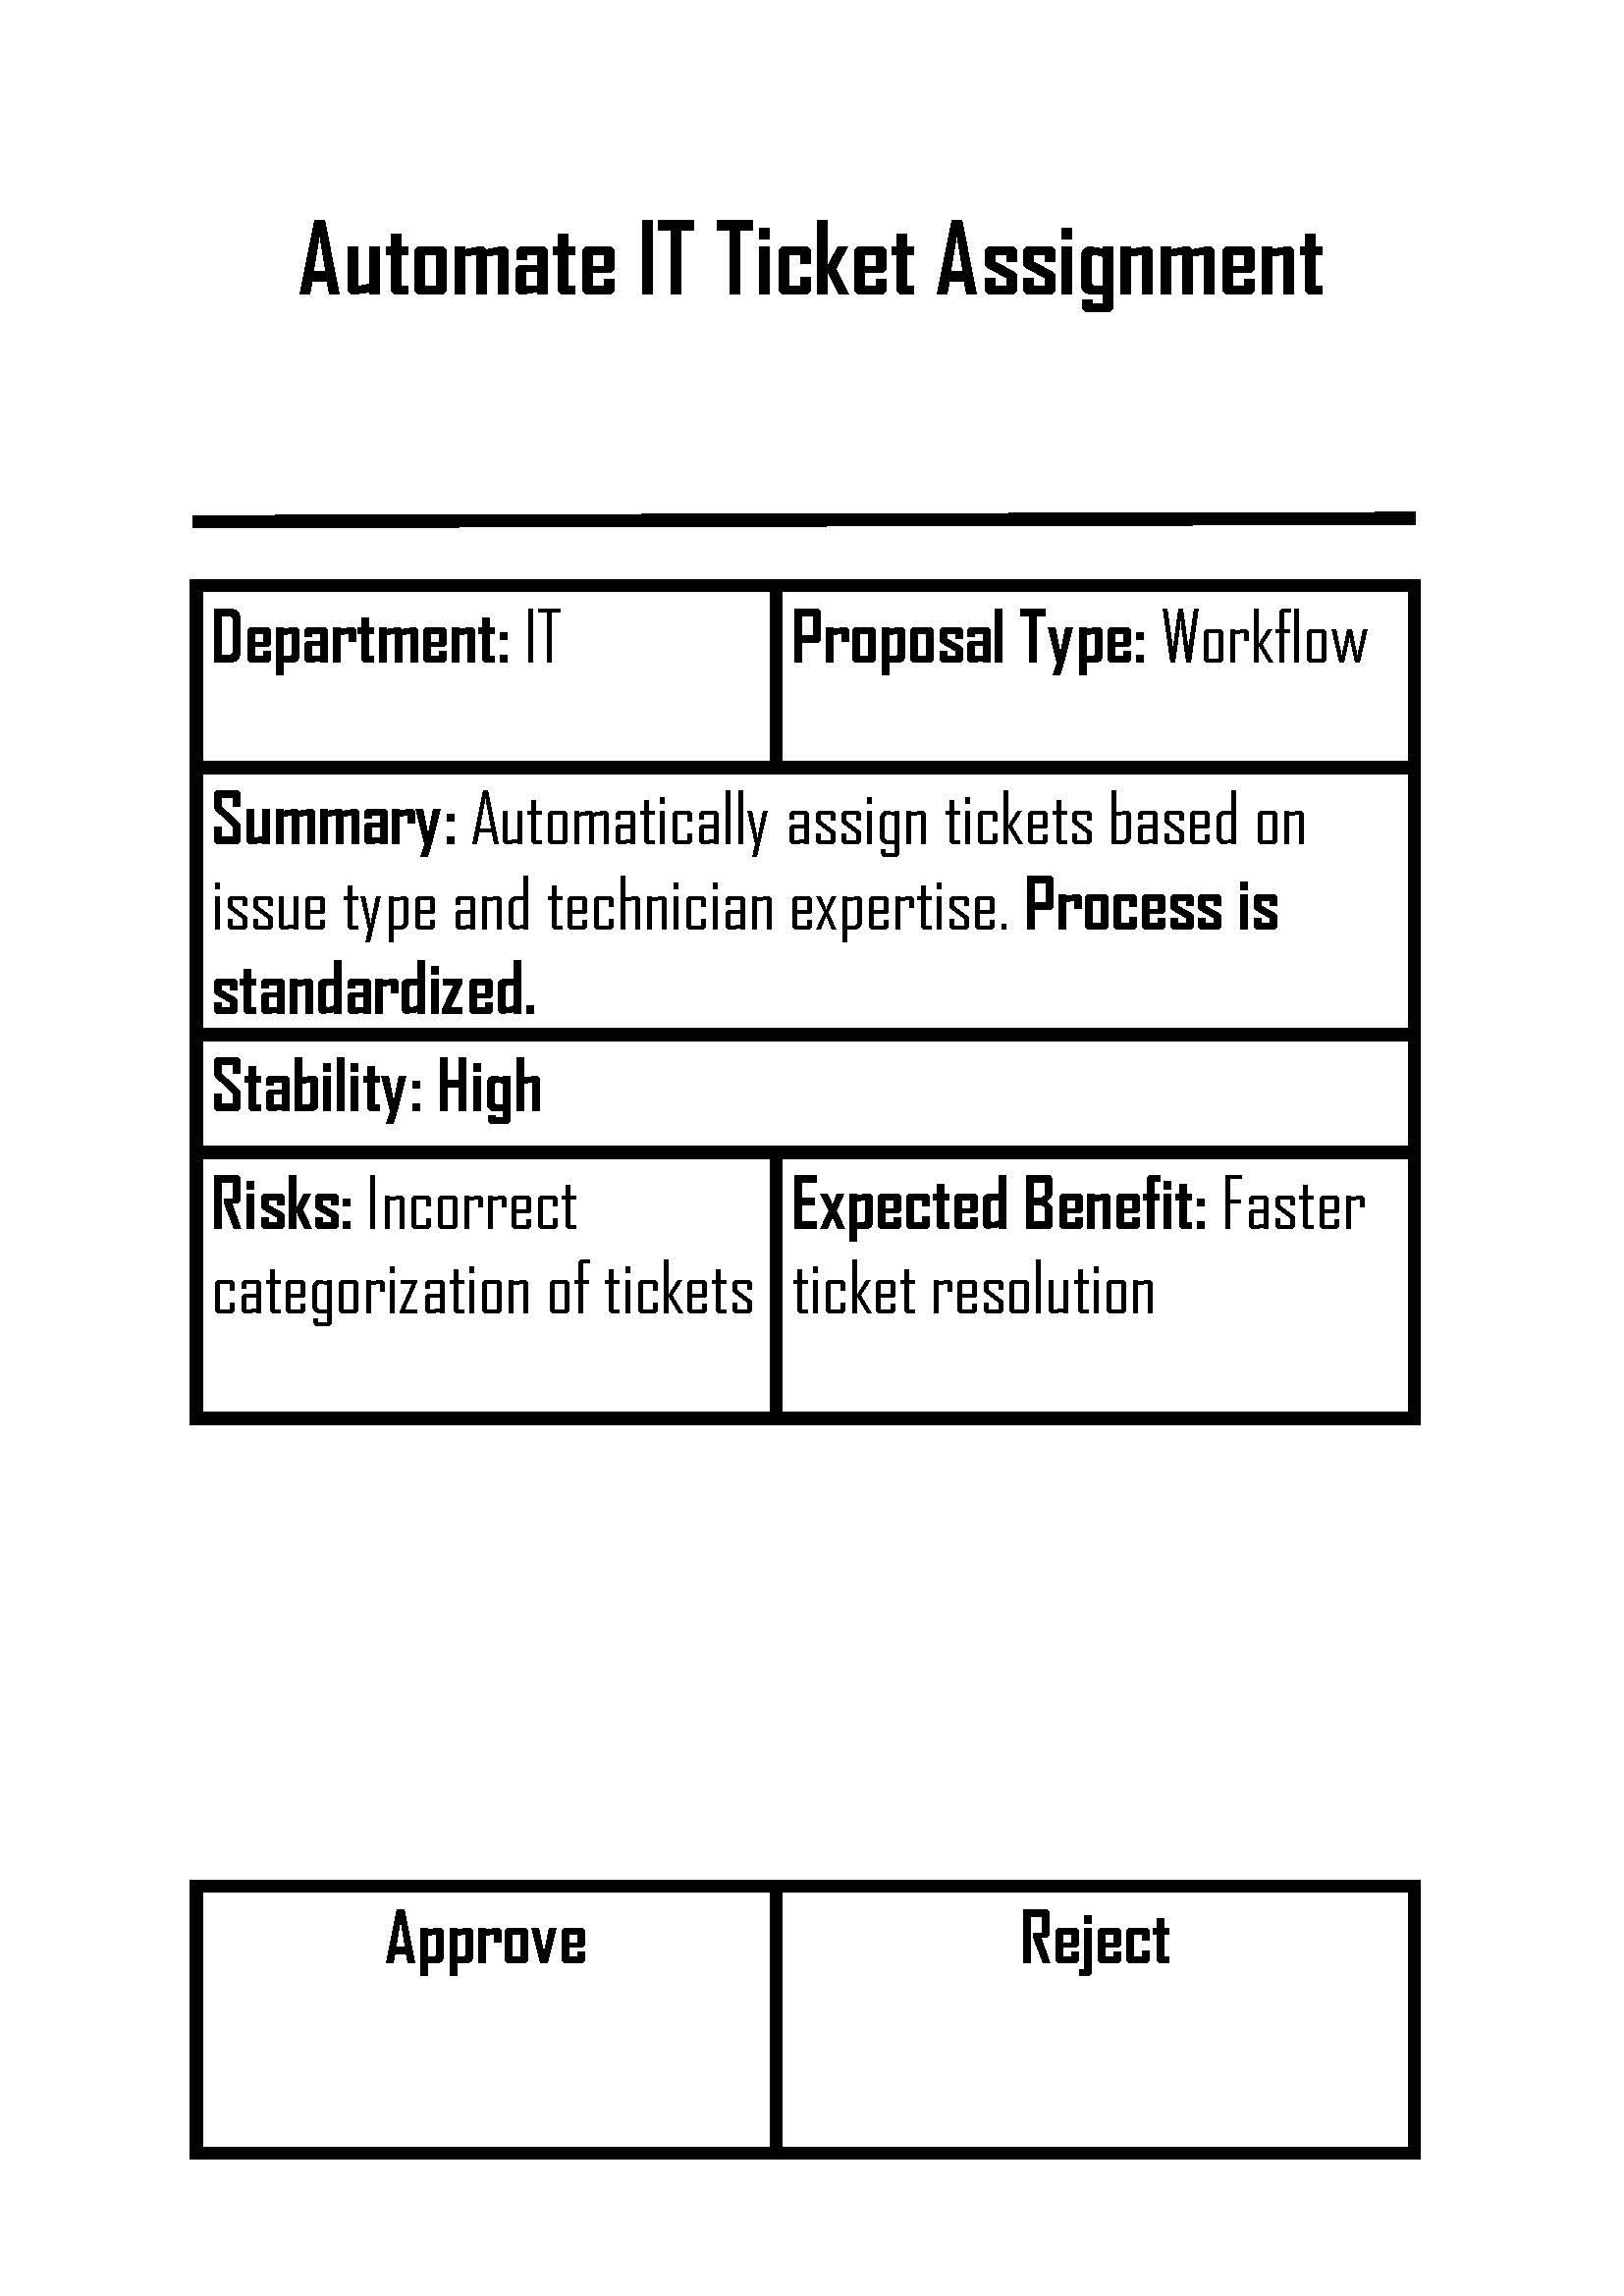 Automate IT Ticket Assignment
Department: IT
Proposal Type: Workflow
Summary: Automatically assign tickets based on
issue type and technician expertise. Process is
standardized.
Stability: High
Risks: Incorrect
categorization of tickets
Expected Benefit: Faster
ticket resolution
Approve
Reject